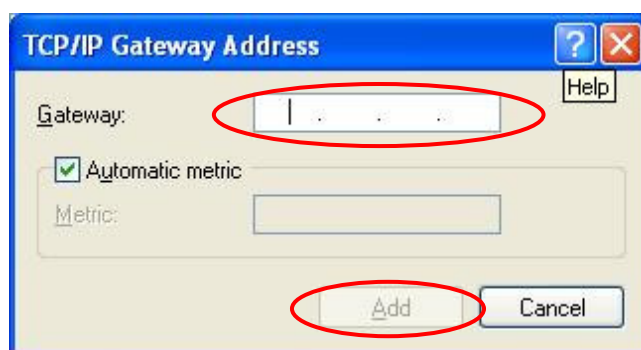 TCP/IP Gateway Address ?
Help
Gateway: . . .
Automatic metric
Metric:
Add Cancel